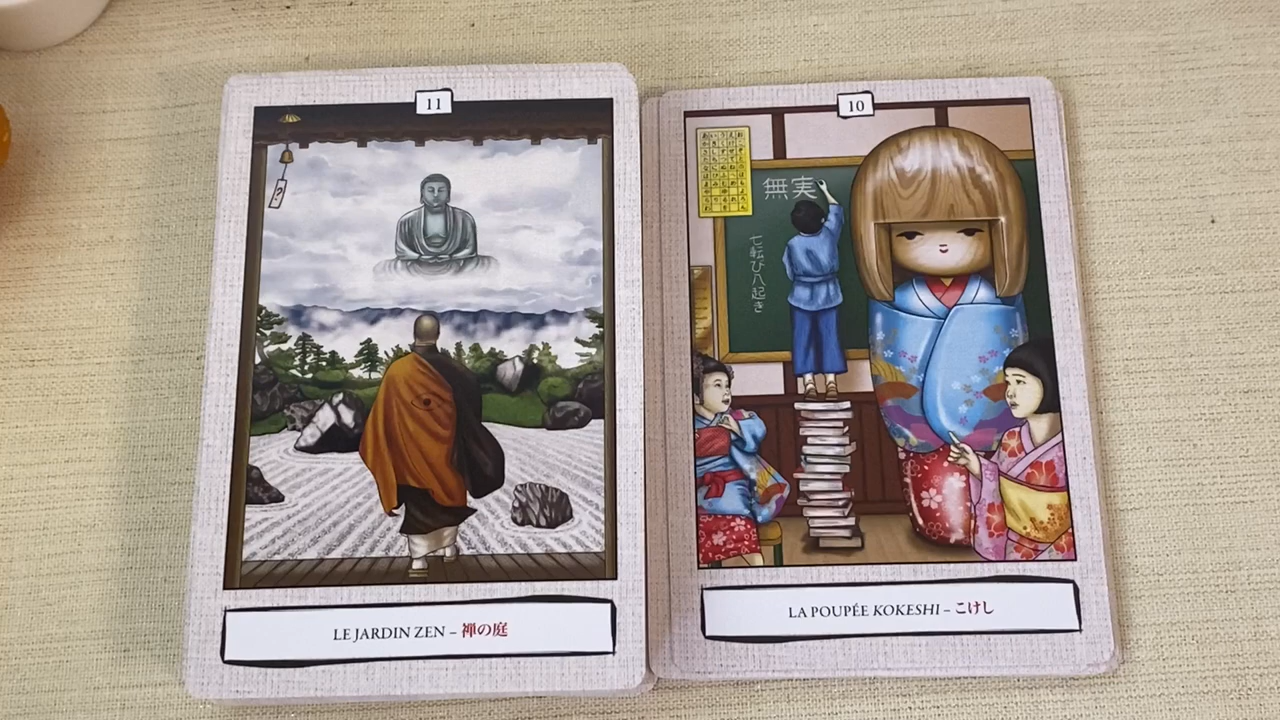 11
LE JARDIN ZEN – 禅の庭
10
無実
七転び八起き
LA POUPÉE KOKESHI – こけし